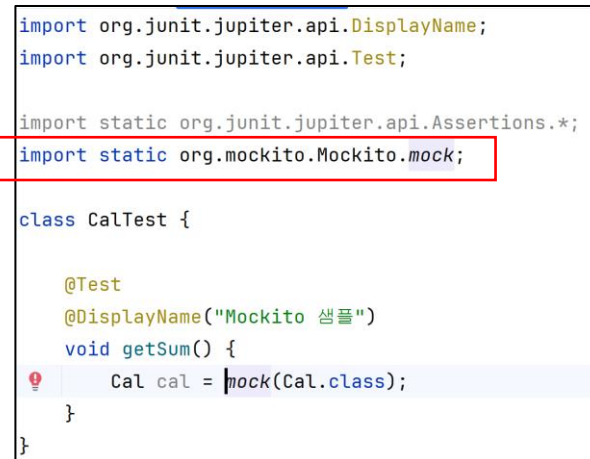 import org.junit.jupiter.api.DisplayName;
import org.junit.jupiter.api.Test;
import static org.junit.jupiter.api.Assertions.*;
import static org.mockito.Mockito.mock;
class CalTest {
@Test
@DisplayName("Mockito 샘플")
void getSum() {
Cal cal = mock(Cal.class);
}
}